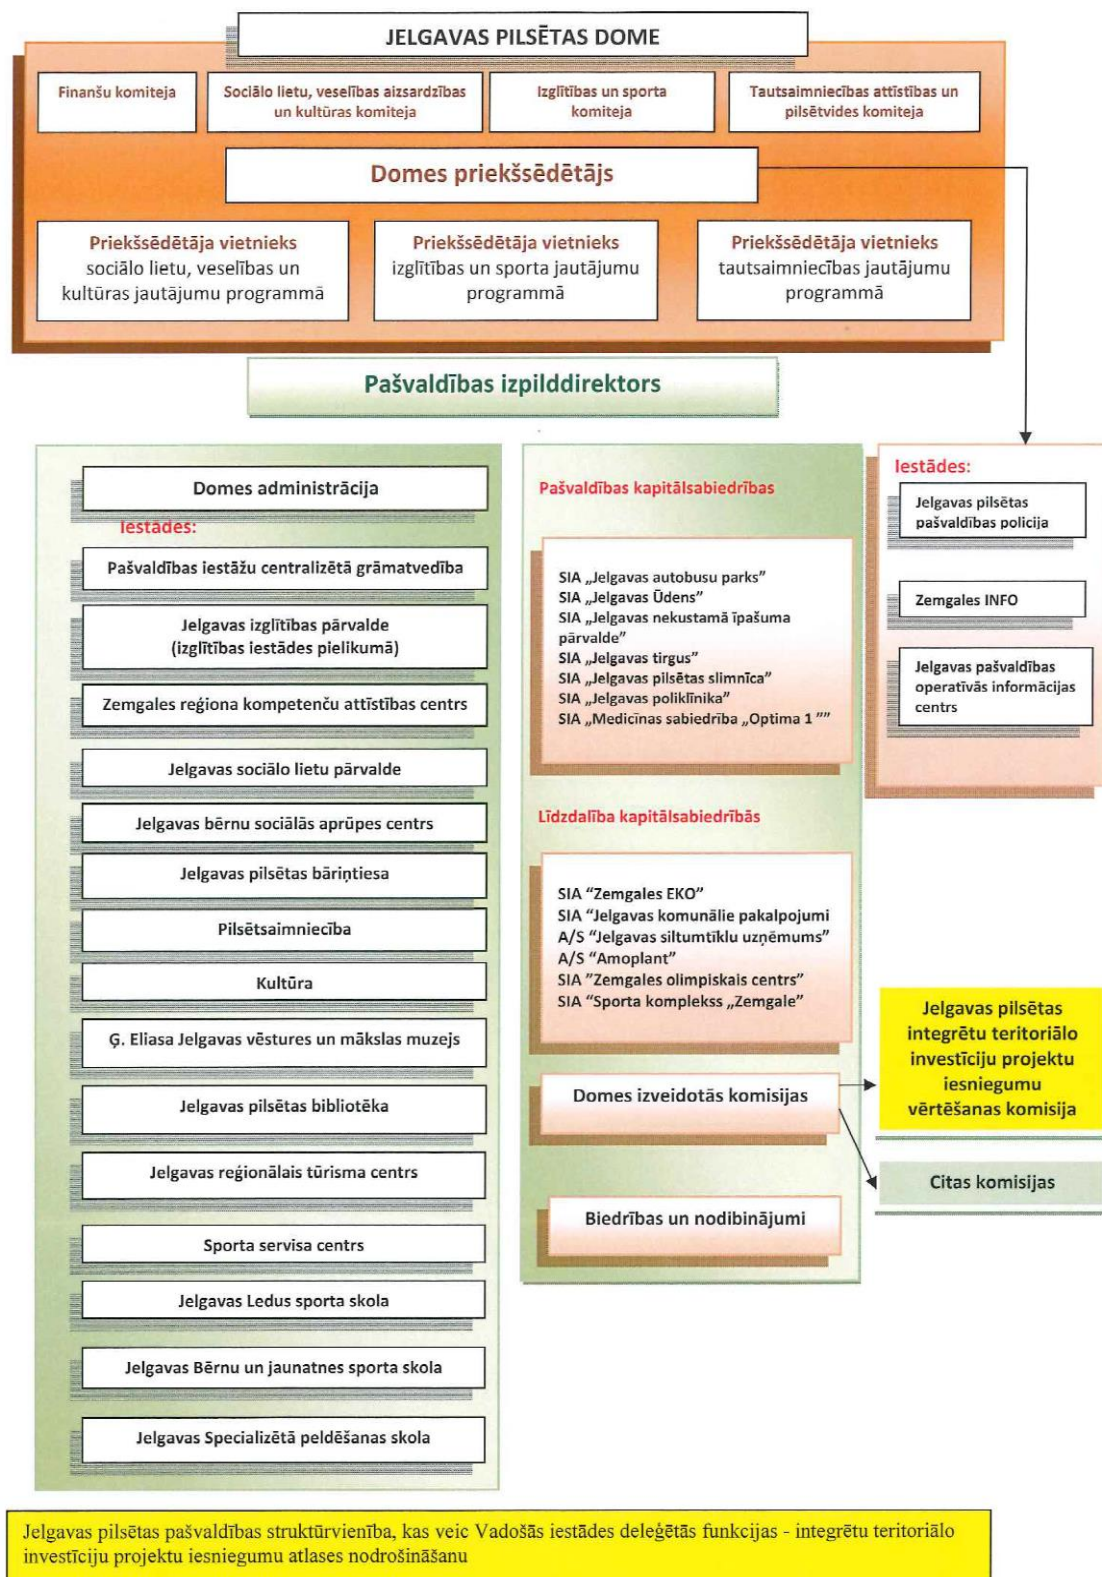 JELGAVAS PILSĒTAS DOME
Finanšu komiteja
Sociālo lietu, veselības aizsardzības
un kultūras komiteja
Izglītības un sporta
komiteja
Tautsaimniecības attīstības un
pilsētvides komiteja
Domes priekšsēdētājs
Priekšsēdētāja vietnieks
sociālo lietu, veselības un
kultūras jautājumu programmā
Priekšsēdētāja vietnieks
izglītības un sporta jautājumu
programmā
Priekšsēdētāja vietnieks
tautsaimniecības jautājumu
programmā
Pašvaldības izpilddirektors
Domes administrācija
Iestādes:
Pašvaldības iestāžu centralizētā grāmatvedība
Jelgavas izglītības pārvalde
(izglītības iestādes pielikumā)
Zemgales reģiona kompetenču attīstības centrs
Jelgavas sociālo lietu pārvalde
Jelgavas bērnu sociālās aprūpes centrs
Jelgavas pilsētas bāriņtiesa
Pilsētsaimniecība
Kultūra
Ģ. Eliasa Jelgavas vēstures un mākslas muzejs
Jelgavas pilsētas bibliotēka
Jelgavas reģionālais tūrisma centrs
Sporta servisa centrs
Jelgavas Ledus sporta skola
Jelgavas Bērnu un jaunatnes sporta skola
Jelgavas Specializētā peldēšanas skola
Pašvaldības kapitālsabiedrības
SIA „Jelgavas autobusu parks”
SIA „Jelgavas Ūdens”
SIA „Jelgavas nekustamā īpašuma
pārvalde”
SIA „Jelgavas tirgus”
SIA „Jelgavas pilsētas slimnīca”
SIA „Jelgavas poliklīnika”
SIA „Medicīnas sabiedrība „Optima 1 ””
Līdzdalība kapitālsabiedrībās
SIA “Zemgales EKO”
SIA “Jelgavas komunālie pakalpojumi
A/S “Jelgavas siltumtīklu uzņēmums”
A/S “Amoplant”
SIA ”Zemgales olimpiskais centrs”
SIA “Sporta komplekss „Zemgale”
Domes izveidotās komisijas
Biedrības un nodibinājumi
Iestādes:
Jelgavas pilsētas
pašvaldības policija
Zemgales INFO
Jelgavas pašvaldības
operatīvās informācijas
centrs
Jelgavas pilsētas
integrētu teritoriālo
investīciju projektu
iesniegumu
vērtēšanas komisija
Citas komisijas
Jelgavas pilsētas pašvaldības struktūrvienība, kas veic Vadošās iestādes deleģētās funkcijas - integrētu teritoriālo
investīciju projektu iesniegumu atlases nodrošināšanu